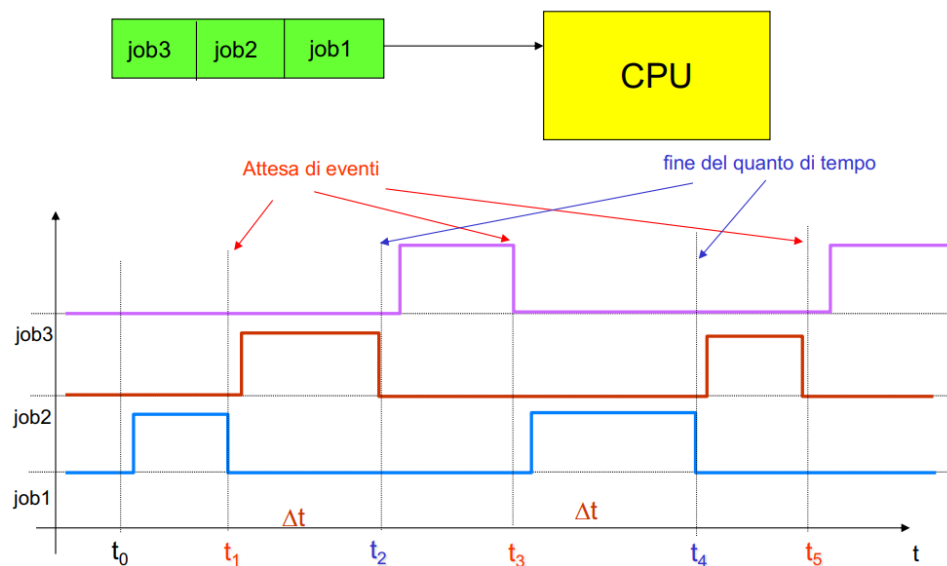 job3 job2 job1
CPU
Attesa di eventi
fine del quanto di tempo
job3
job2
job1
Δt Δt
t0 t1 t2 t3 t4 t5 t